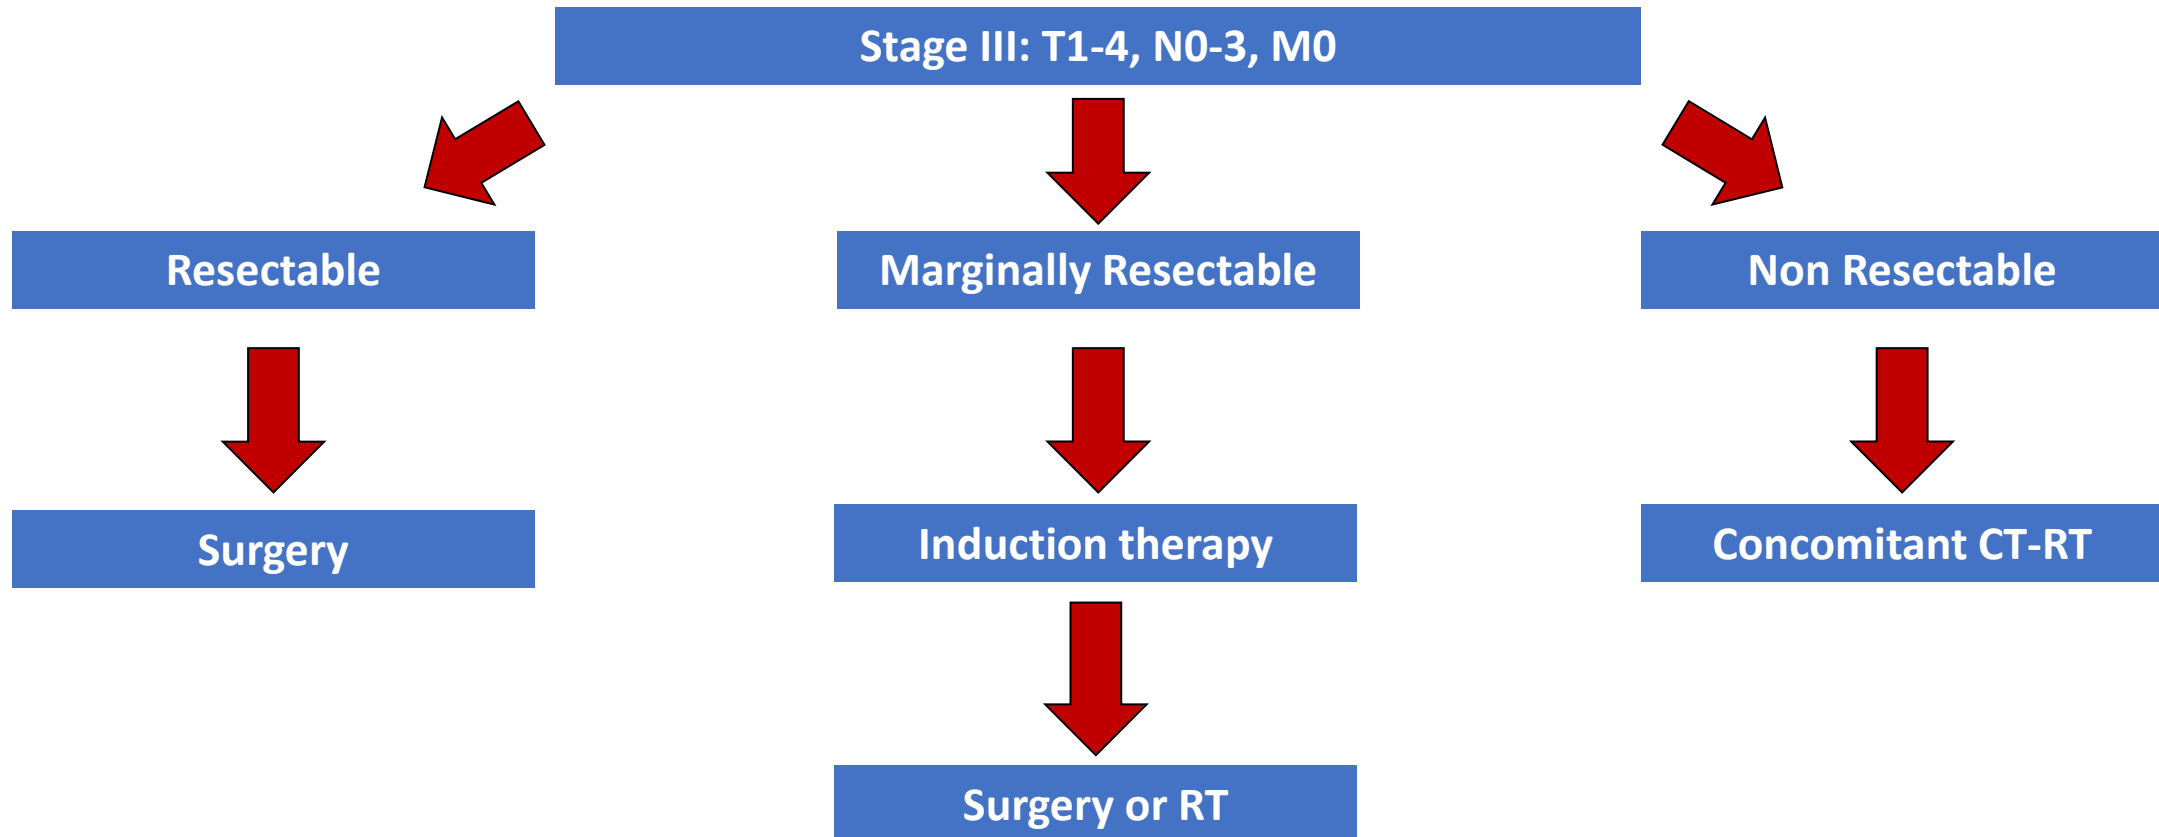 Stage III: T1-4, N0-3, M0
Resectable
Marginally Resectable
Non Resectable
Surgery
Induction therapy
Concomitant CT-RT
Surgery or RT